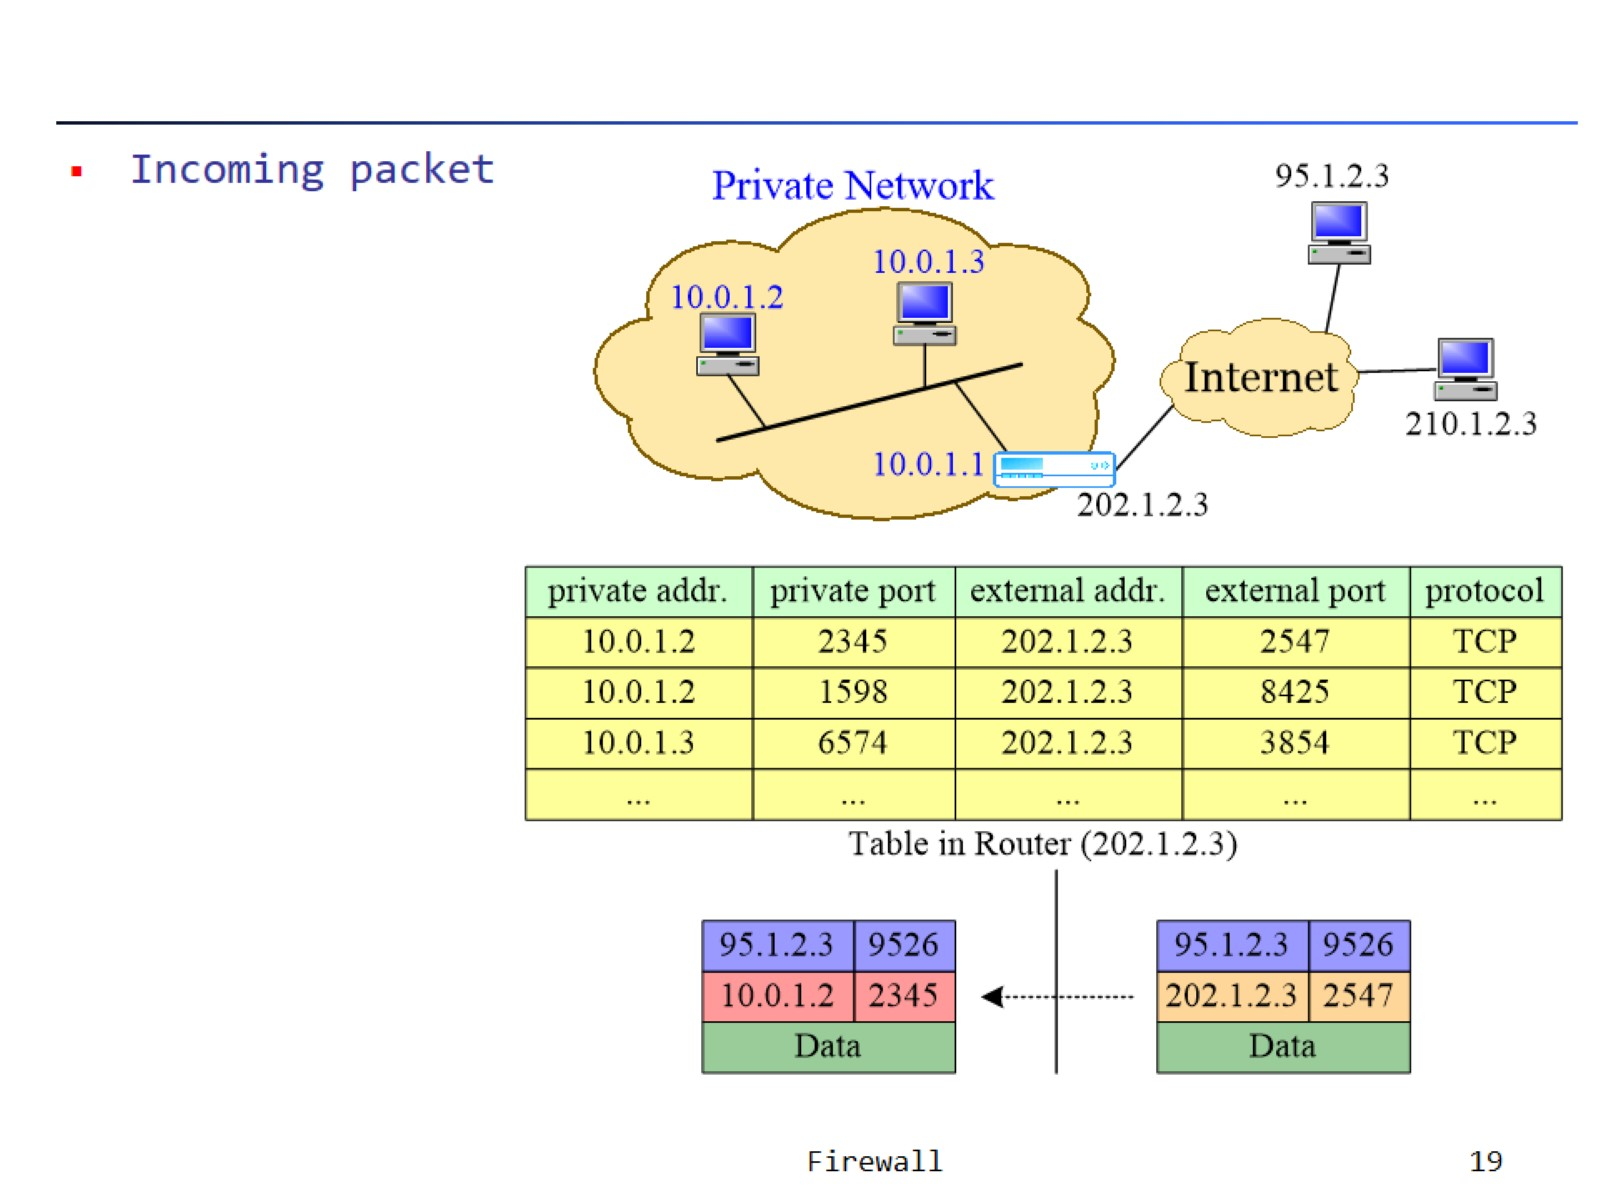 Incoming packet
Private Network
95.1.2.3
10.0.1.3
10.0.1.2
Internet
210.1.2.3
10.0.1.1
202.1.2.3
private addr. private port external addr. external port protocol
10.0.1.2 2345 202.1.2.3 2547 TCP
10.0.1.2 1598 202.1.2.3 8425 TCP
10.0.1.3 6574 202.1.2.3 3854 TCP
... ... ... ... ...
Table in Router (202.1.2.3)
95.1.2.3 9526
10.0.1.2 2345
Data
95.1.2.3 9526
202.1.2.3 2547
Data
Firewall
19